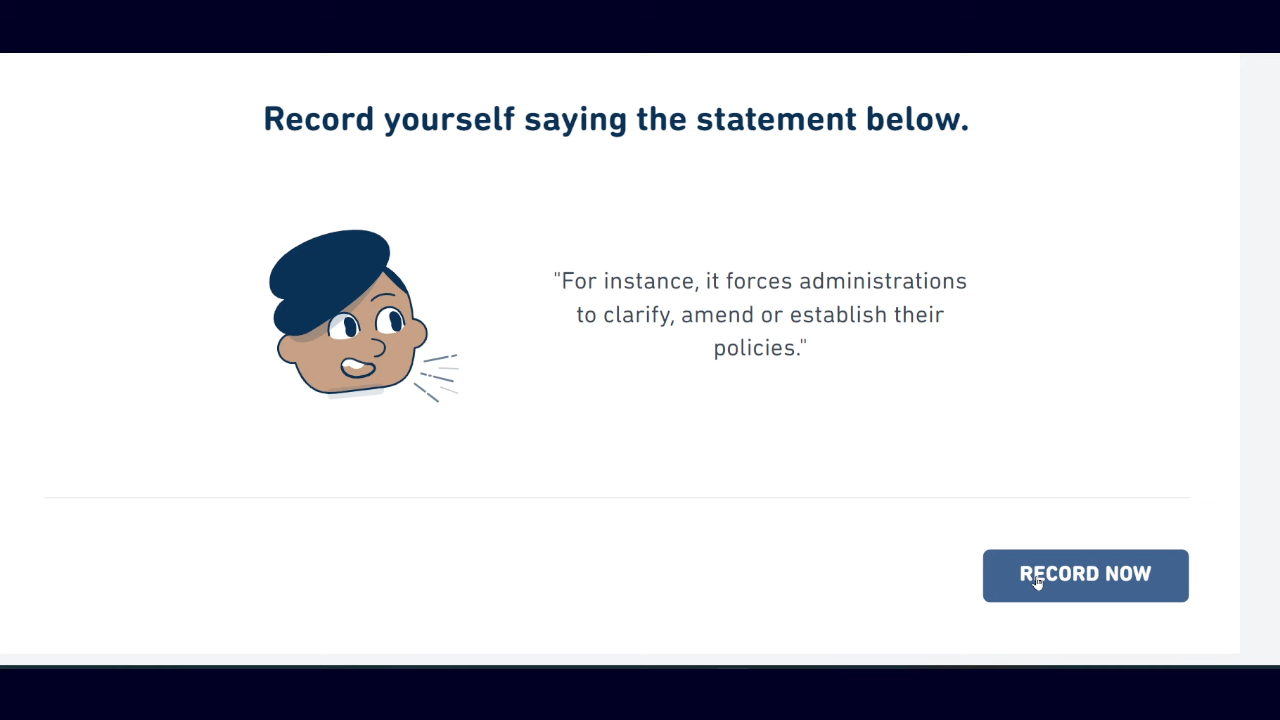 Record yourself saying the statement below.
"For instance, it forces administrations
to clarify, amend or establish their
policies."
RECORD NOW